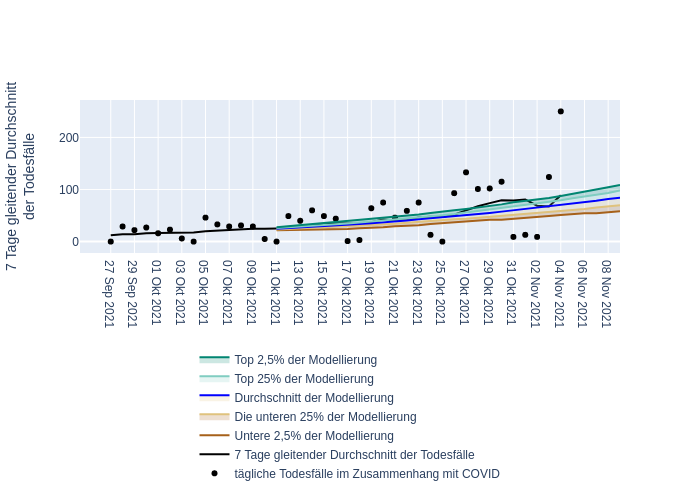 7 Tage gleitender Durchschnitt
der Todesfälle
200
100
0
27 Sep 2021
29 Sep 2021
01 Okt 2021
03 Okt 2021
05 Okt 2021
07 Okt 2021
09 Okt 2021
11 Okt 2021
13 Okt 2021
15 Okt 2021
17 Okt 2021
19 Okt 2021
21 Okt 2021
23 Okt 2021
25 Okt 2021
27 Okt 2021
29 Okt 2021
31 Okt 2021
02 Nov 2021
04 Nov 2021
06 Nov 2021
08 Nov 2021
Top 2,5% der Modellierung
Top 25% der Modellierung
Durchschnitt der Modellierung
Die unteren 25% der Modellierung
Untere 2,5% der Modellierung
7 Tage gleitender Durchschnitt der Todesfälle
tägliche Todesfälle im Zusammenhang mit COVID